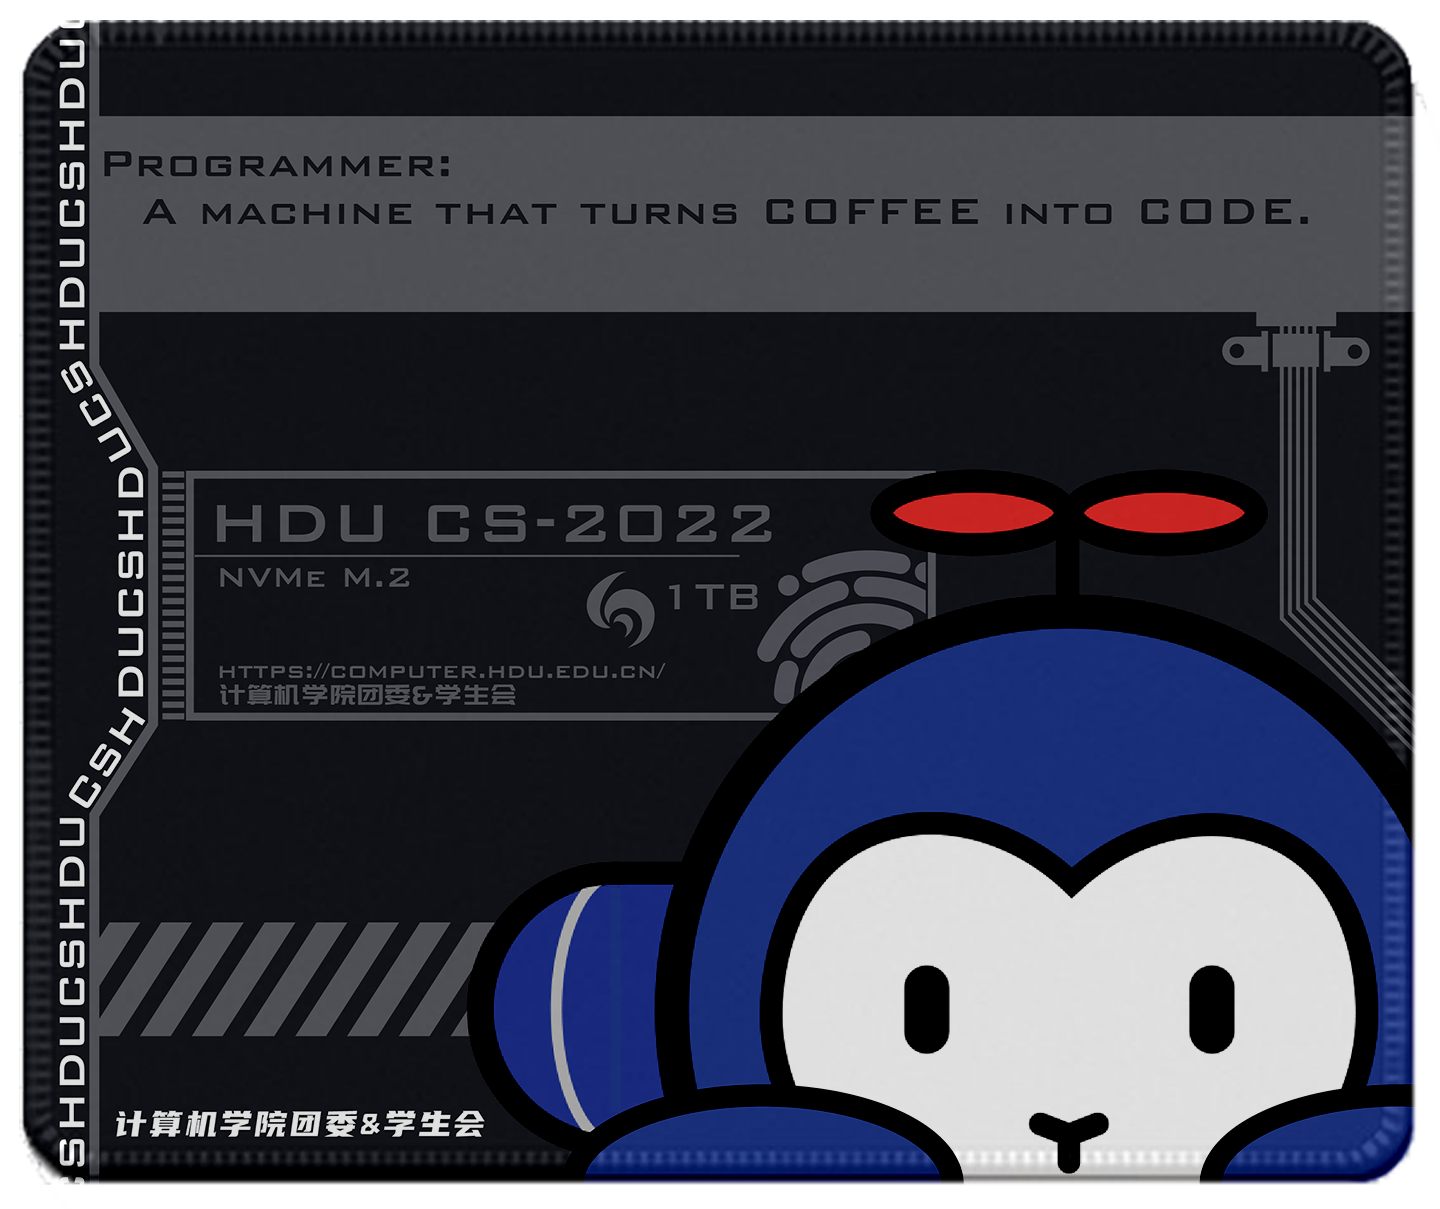 PROGRAMMER:
A MACHINE THAT TURNS COFFEE INTO CODE.
HDUCSHDUCSHDUCSHDUCSHDUCSHDUCSHDUCSHDU
HDU CS-2022
NVMe M.2
1TB
HTTPS://COMPUTER.HDU.EDU.CN/
计算机学院团委&学生会
计算机学院团委&学生会